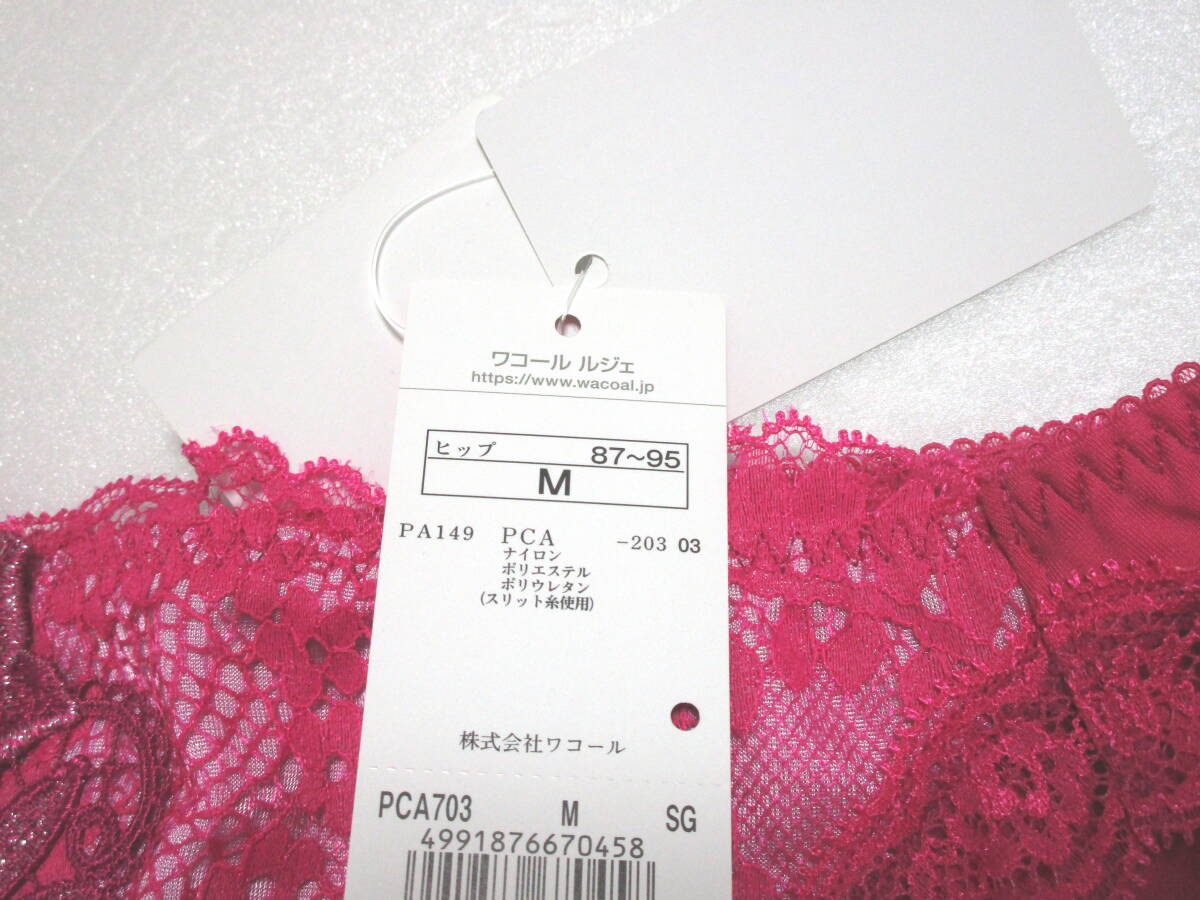 ワコール ルジェ
https://www.wacoal.jp
ヒップ 87～95
M
PA149 PCA -203 03
ナイロン
ポリエステル
ポリウレタン
(スリット糸使用)
株式会社ワコール
PCA703 M SG
4991876670458